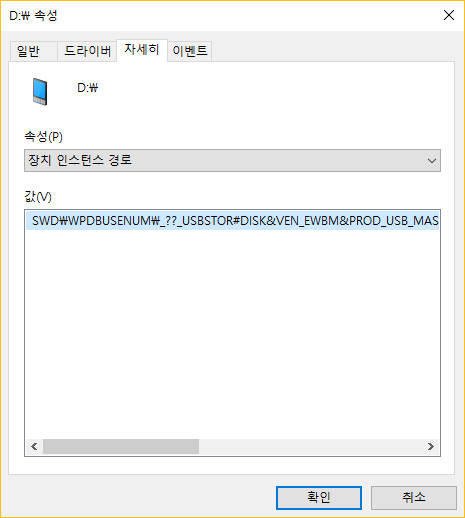 D:₩ 속성
일반 드라이버 자세히 이벤트
D:₩
속성(P)
장치 인스턴스 경로
값(V)
SWD₩WPDBUSENUM₩_??_USBSTOR#DISK&VEN_EWBM&PROD_USB_MAS
확인 취소